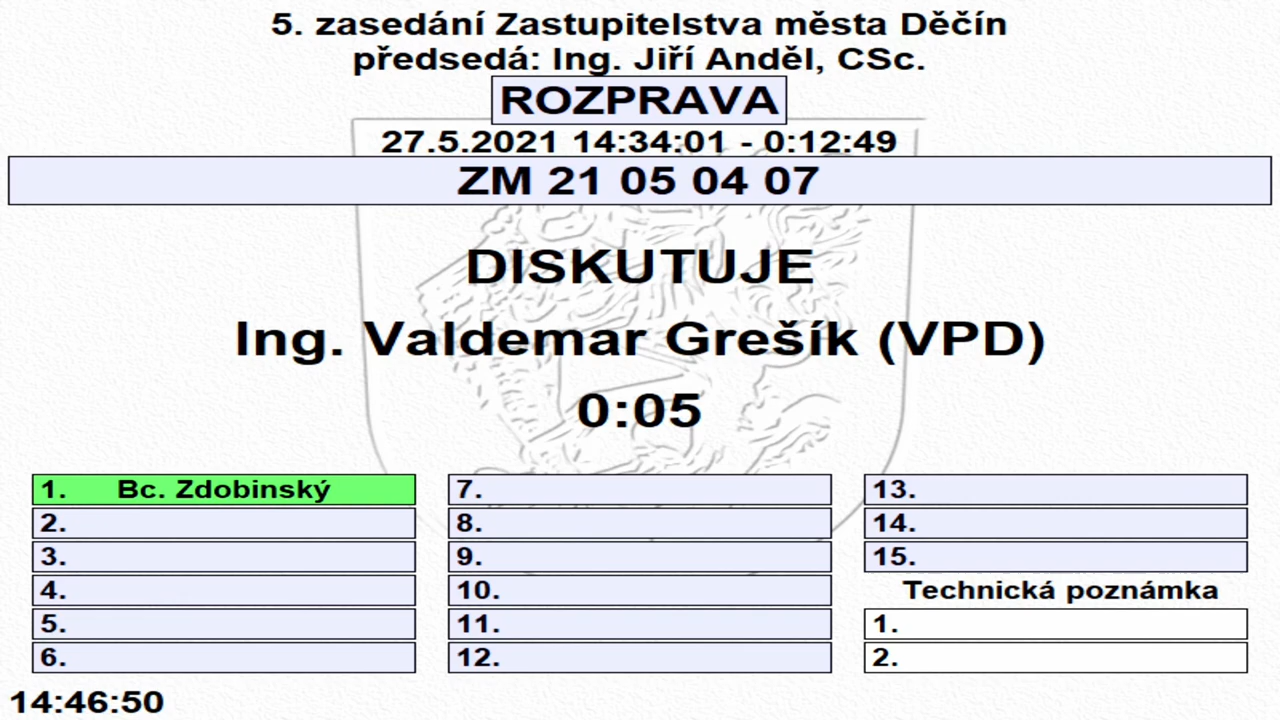 5. zasedání Zastupitelstva města Děčín
předsedá: Ing. Jiří Anděl, CSc.
ROZPRAVA
27.5.2021 14:34:01 - 0:12:49
ZM 21 05 04 07
DISKUTUJE
Ing. Valdemar Grešík (VPD)
0:05
1. Bc. Zdobinský
2.
3.
4.
5.
6.
7.
8.
9.
10.
11.
12.
13.
14.
15.
Technická poznámka
1.
2.
14:46:50